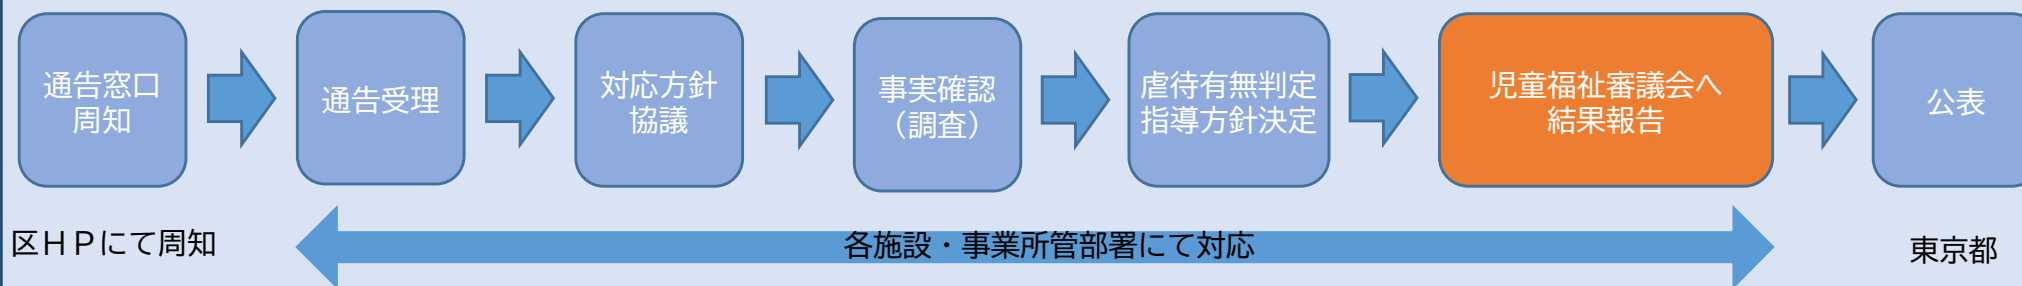 通告窓口
周知
通告受理
対応方針
協議
事実確認
（調査）
虐待有無判定
指導方針決定
児童福祉審議会へ
結果報告
公表
区ＨＰにて周知
各施設・事業所管部署にて対応
東京都